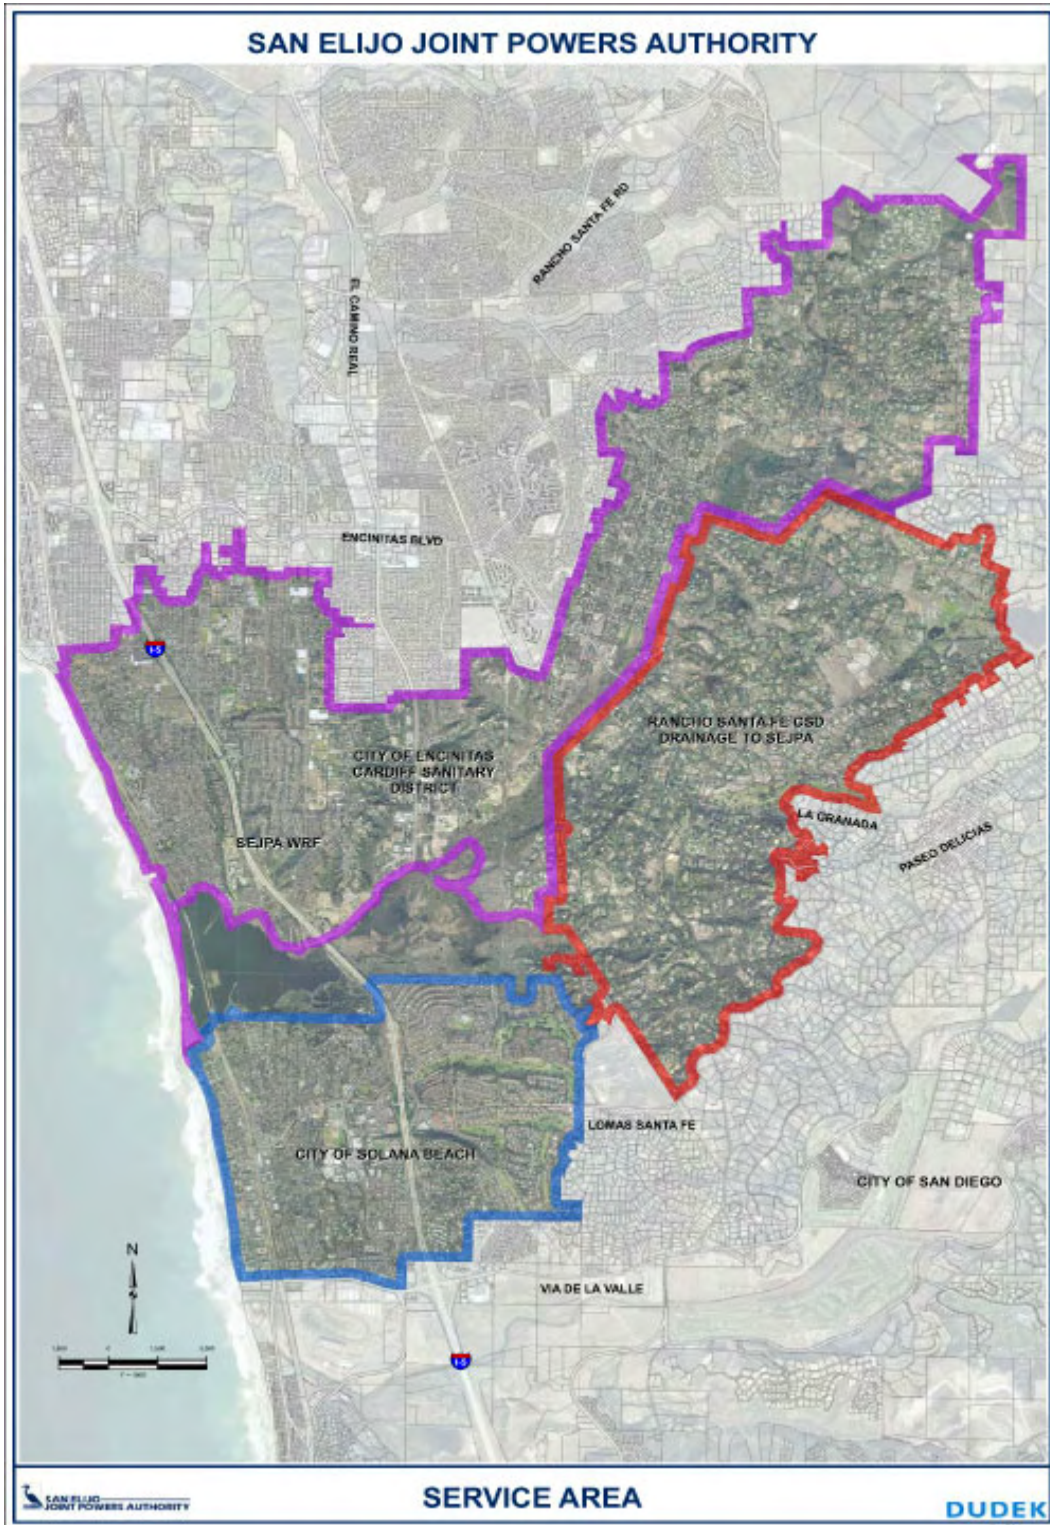 SAN ELIJO JOINT POWERS AUTHORITY
RANCHO SANTA FE RD
EL CAMINO REAL
ENCINITAS BLVD
I-5
RANCHO SANTA FE CSD
DRAINAGE TO SEJPA
CITY OF ENCINITAS
CARDIFF SANITARY
DISTRICT
LA GRANADA
SEJPA WRF
PASEO DELICIAS
LOMAS SANTA FE
CITY OF SOLANA BEACH
CITY OF SAN DIEGO
N
VIA DE LA VALLE
I-5
SAN ELIJO
JOINT POWERS AUTHORITY
SERVICE AREA
DUDEK